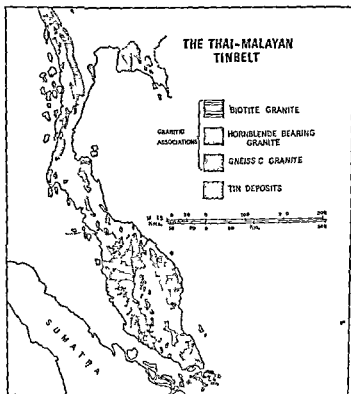 THE THAI-MALAYAN
TINBELT
BIOTITE GRANITE
GRANITIC
ASSOCIATIONS
HORNBLENDE BEARING
GRANITE
GNEISSIC GRANITE
TIN DEPOSITS
SUMATRA